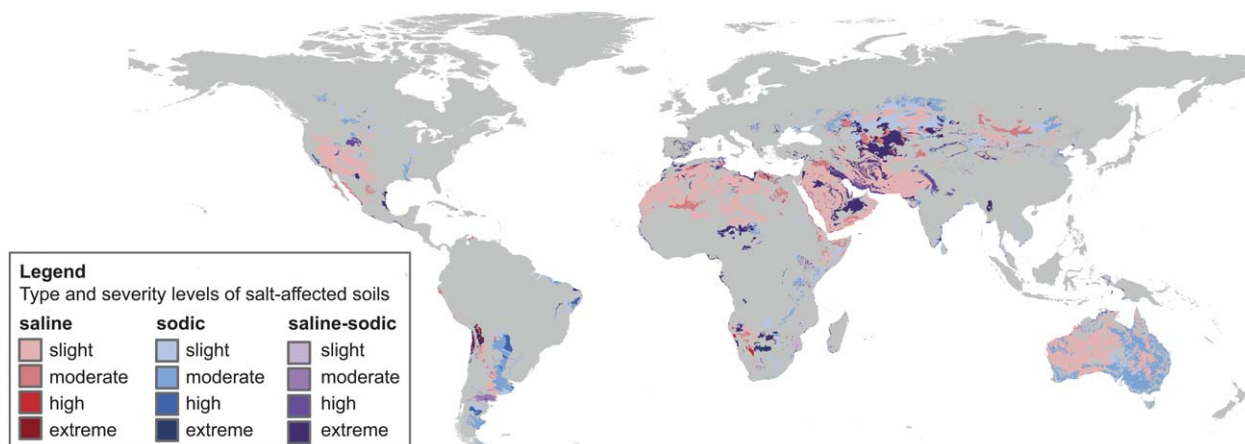 Legend
Type and severity levels of salt-affected soils
saline sodic saline-sodic
slight slight slight
moderate moderate moderate
high high high
extreme extreme extreme